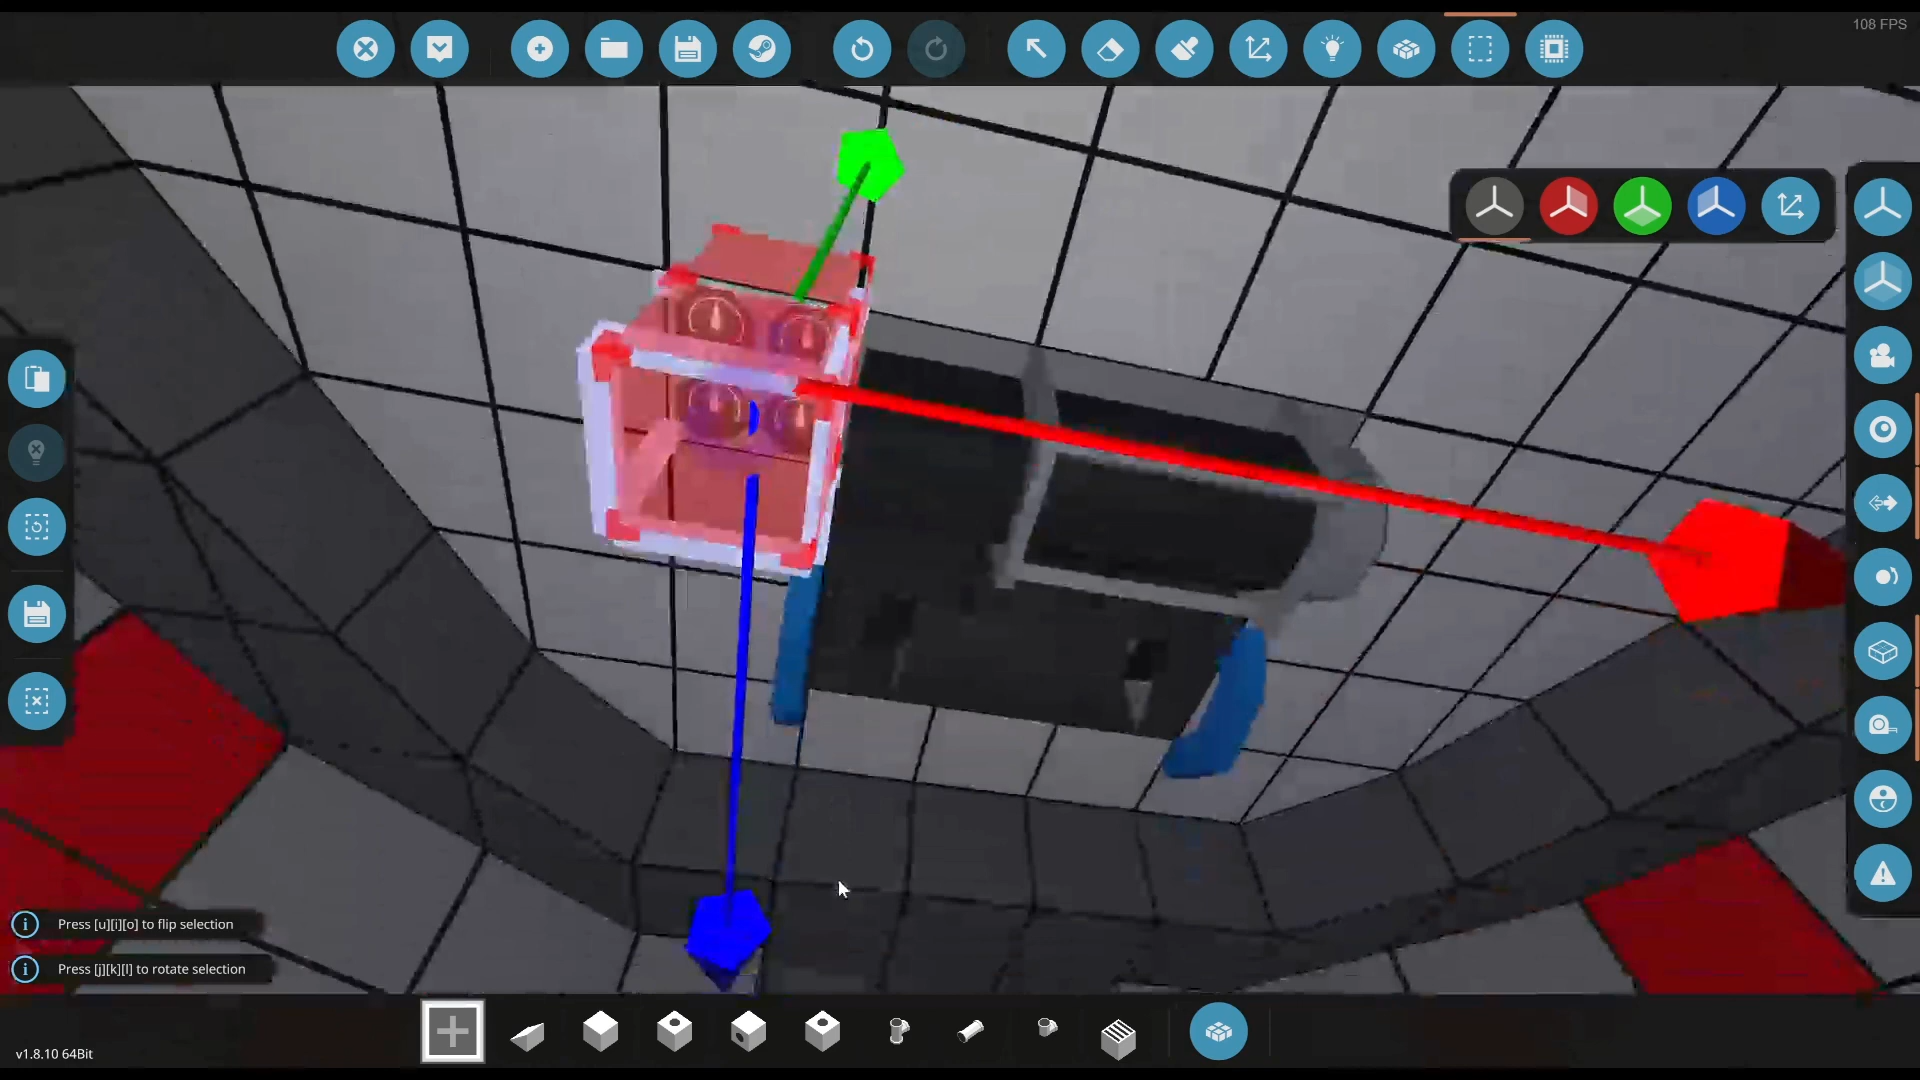 108 FPS
Press [u][i][o] to flip selection
Press [j][k][l] to rotate selection
v1.8.10 64Bit